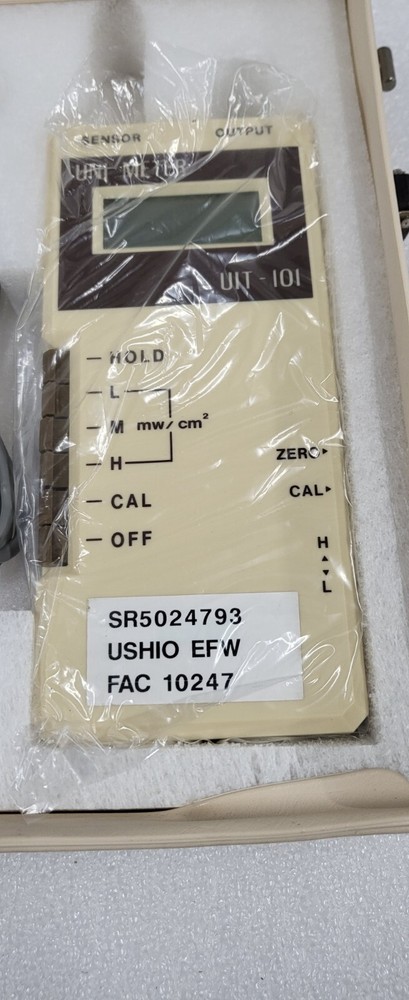 SENSOR OUTPUT
UNI METER
UIT-101
HOLD
L
M mw/cm²
H
ZERO▸
CAL
CAL▸
OFF
H
▴
▾
L
SR5024793
USHIO EFW
FAC 10247